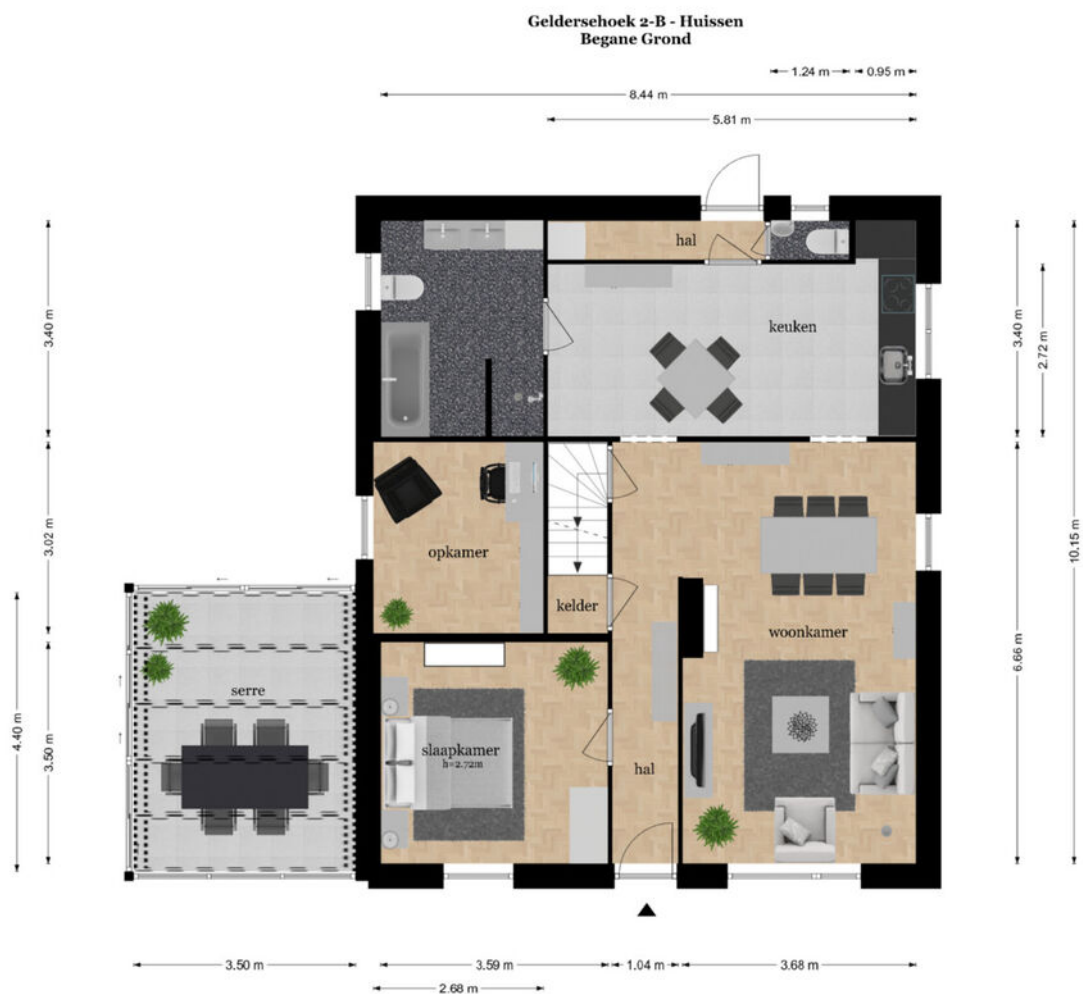 Geldersehoek 2-B - Huissen
Begane Grond
1.24 m
0.95 m
8.44 m
5.81 m
hal
keuken
3.40 m
3.40 m
2.72 m
3.02 m
opkamer
kelder
woonkamer
10.15 m
6.66 m
serre
4.40 m
3.50 m
slaapkamer
h=2.72m
hal
3.50 m
3.59 m
1.04 m
3.68 m
2.68 m